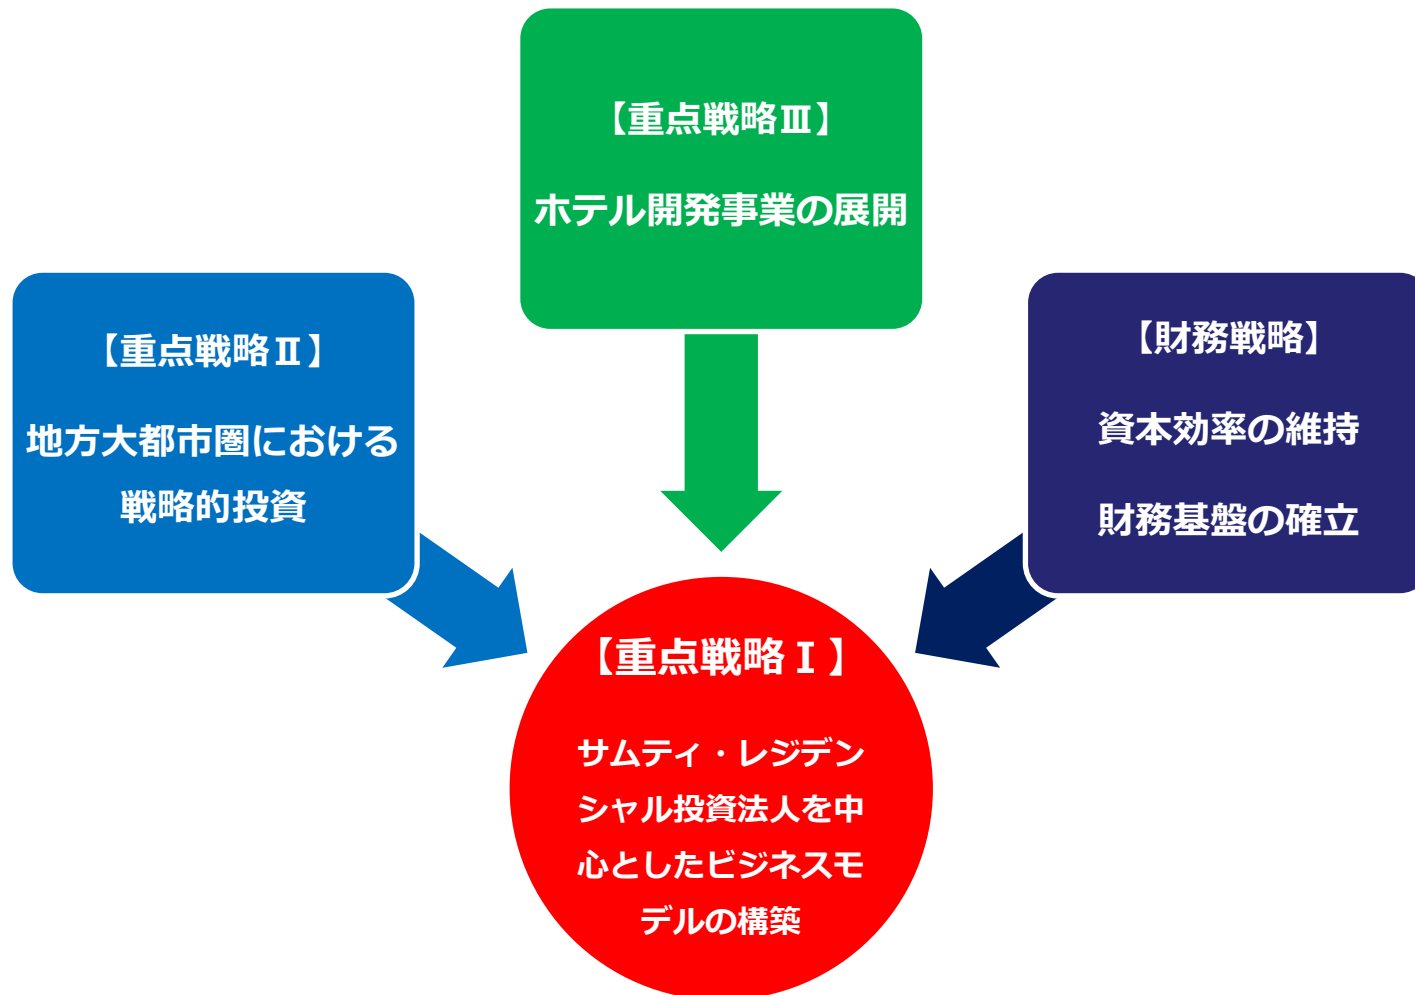 【重点戦略Ⅲ】
ホテル開発事業の展開
【重点戦略Ⅱ】
地方大都市圏における
戦略的投資
【財務戦略】
資本効率の維持
財務基盤の確立
【重点戦略Ⅰ】
サムティ・レジデン
シャル投資法人を中
心としたビジネスモ
デルの構築